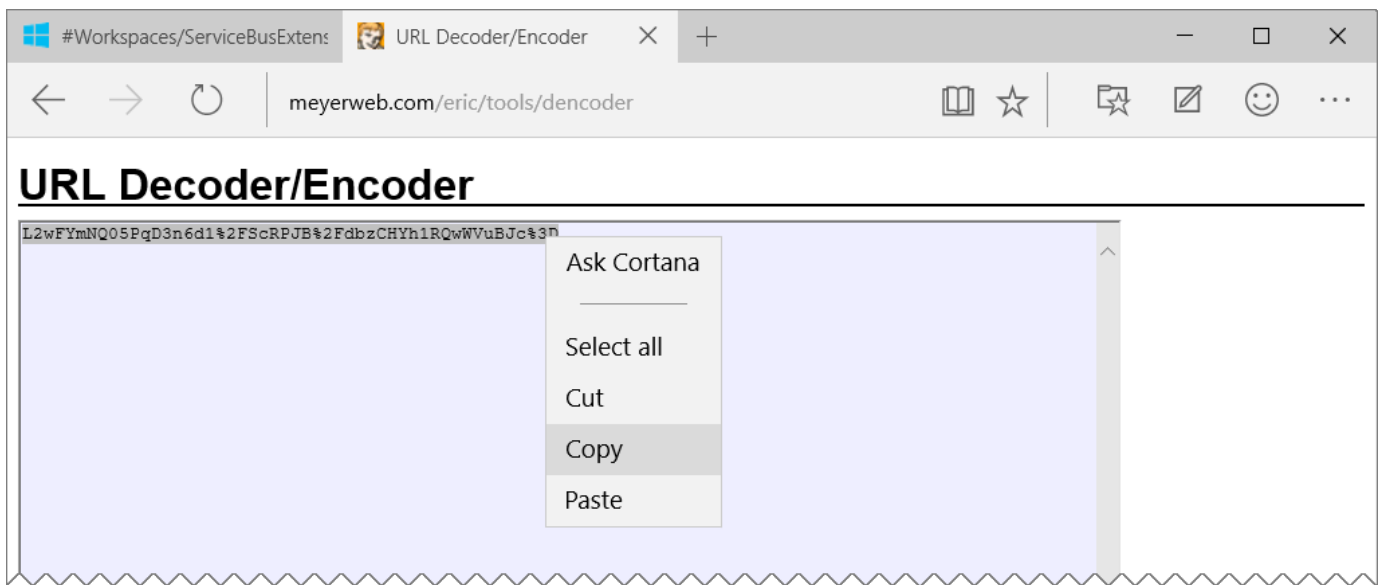 #Workspaces/ServiceBusExtens
URL Decoder/Encoder
meyerweb.com/eric/tools/dencoder
URL Decoder/Encoder
L2wFYmNQ05PqD3n6d1%2FScRPJB%2FdbzCHYh1RQwWVuBJc%3D
Ask Cortana
Select all
Cut
Copy
Paste